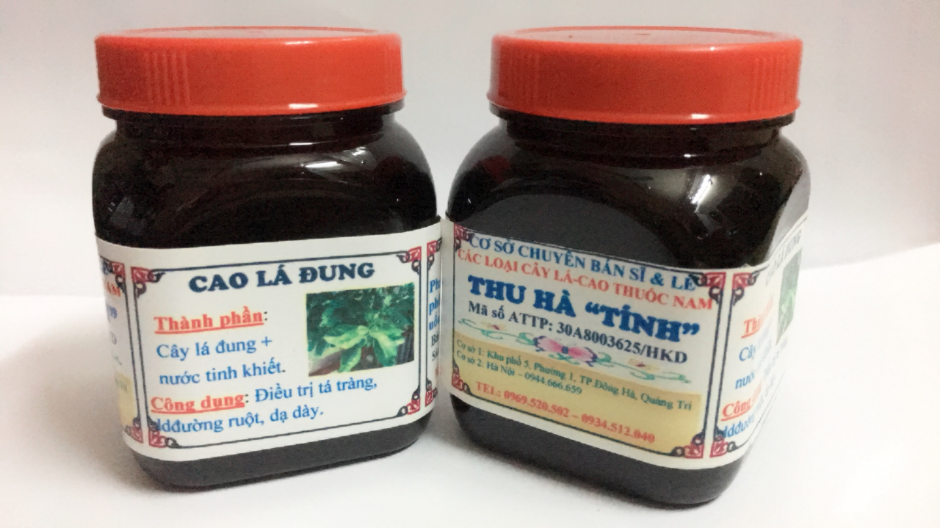 CAO LÁ ĐUNG
Thành phần:
Cây lá đung +
nước tinh khiết.
Công dụng: Điều trị tá tràng,
ldđường ruột, dạ dày.
CƠ SỞ CHUYÊN BÁN SỈ & LẺ
CÁC LOẠI CÂY LÁ-CAO THUỐC NAM
THU HÀ “TÍNH”
Mã số ATTP: 30A8003625/HKD
Cơ sở 1: Khu phố 5, Phường 1, TP Đông Hà, Quảng Trị
Cơ sở 2: Hà Nội - 0944.666.659
TEL: 0969.520.502 - 0934.512.040